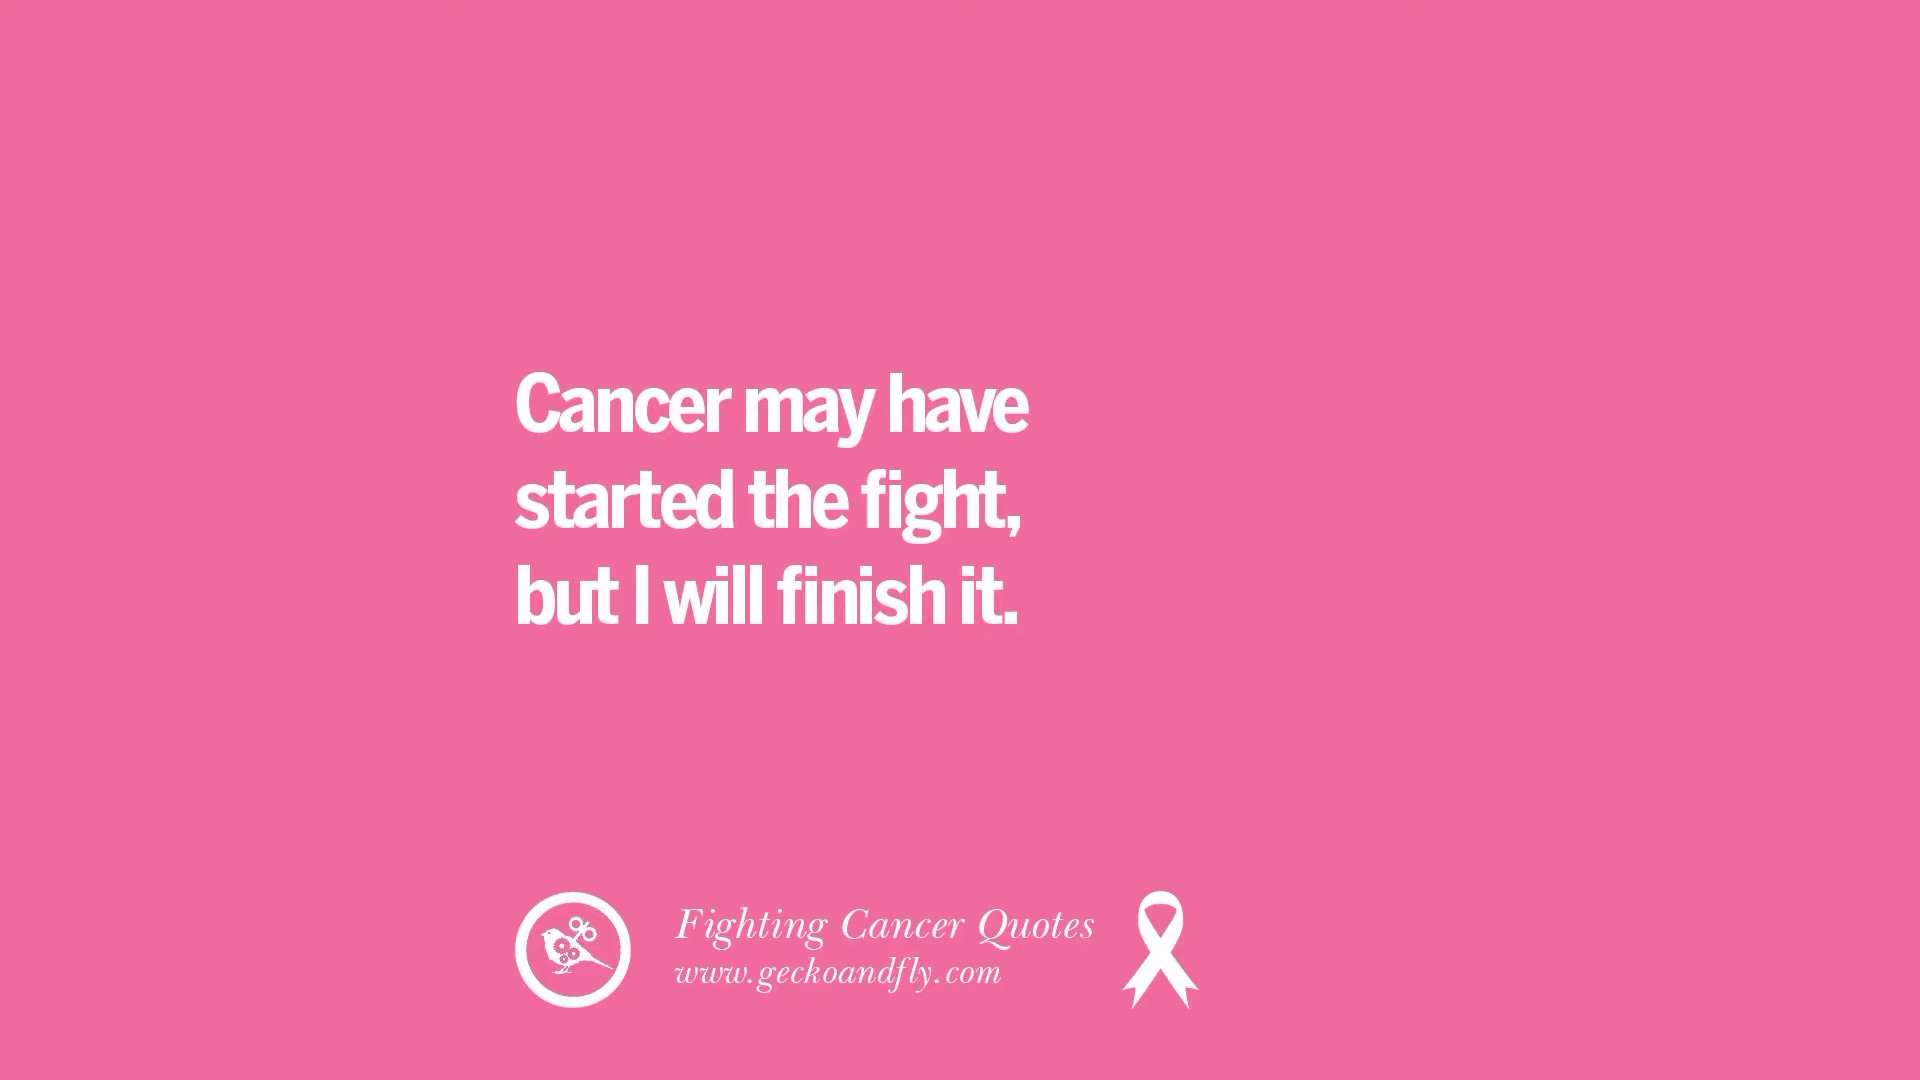 Cancer may have
started the fight,
but I will finish it.
Fighting Cancer Quotes
www.geckoandfly.com